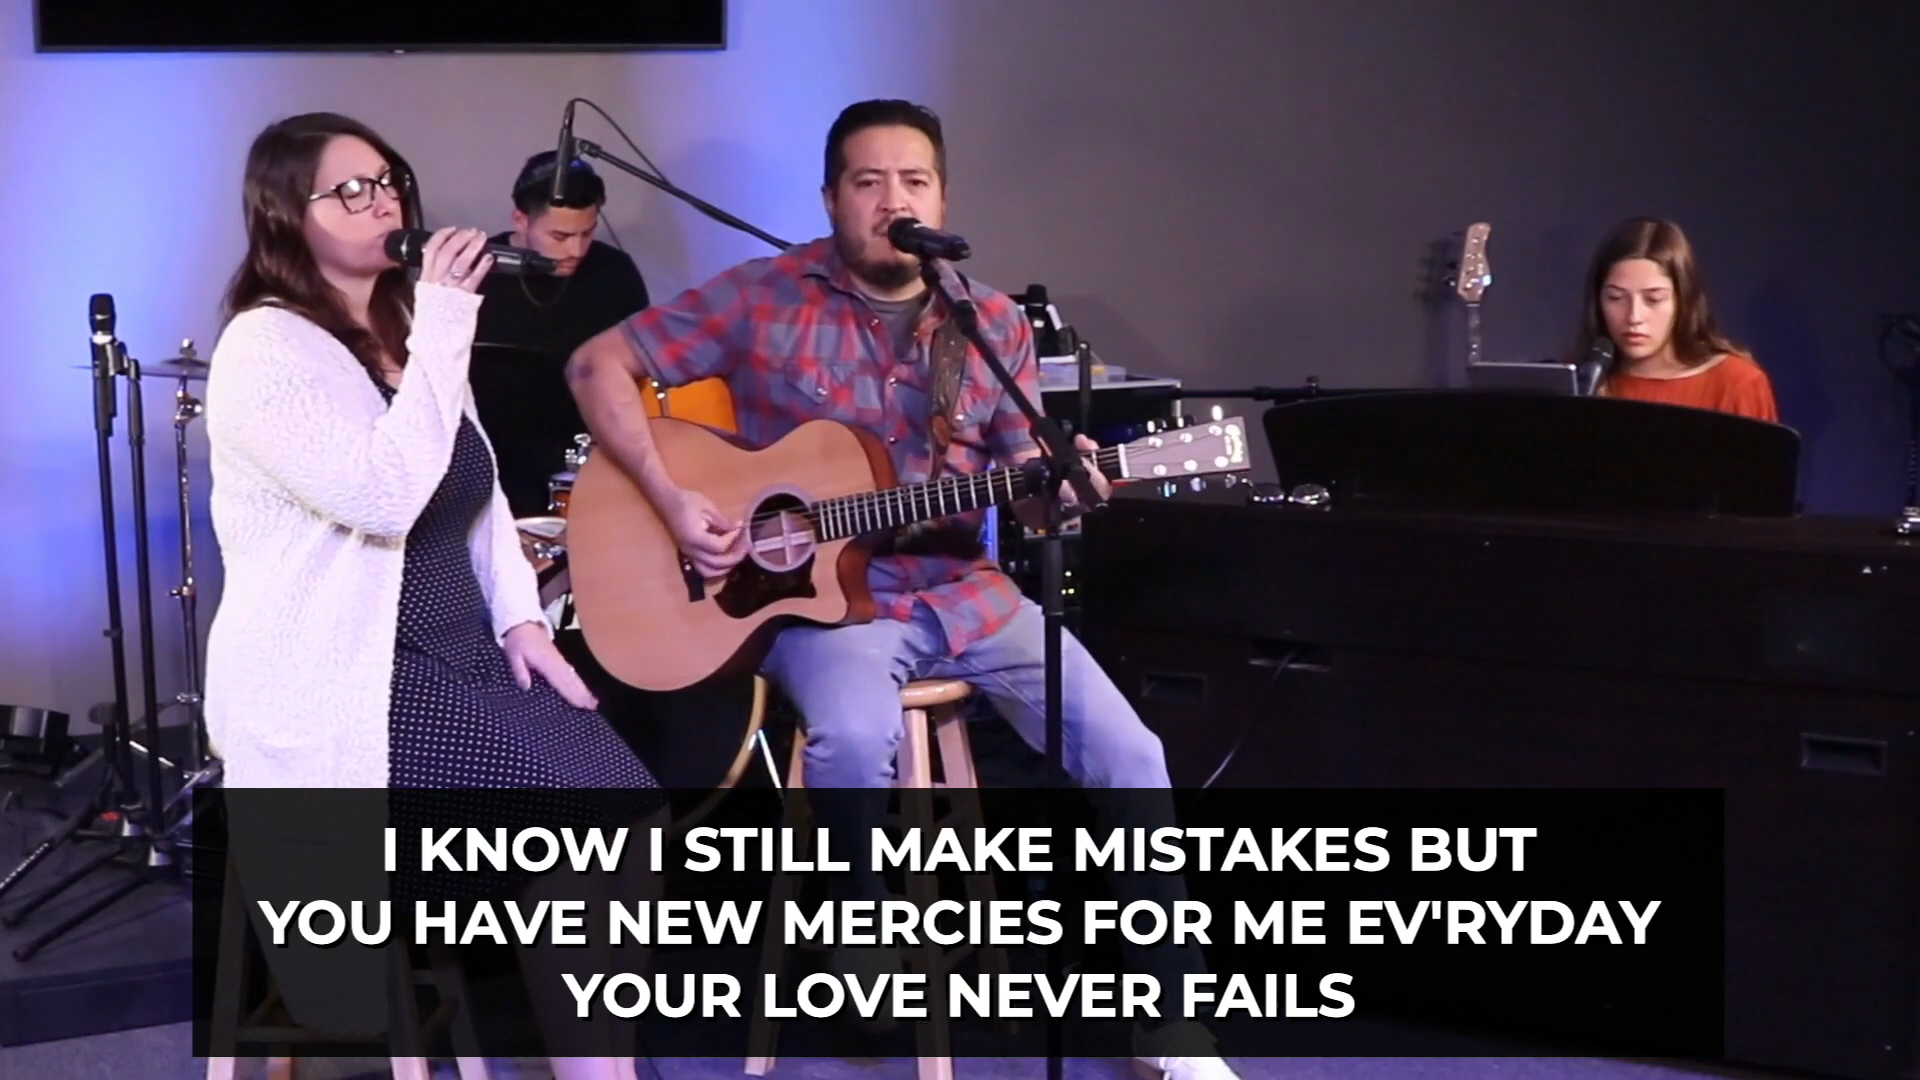 I KNOW I STILL MAKE MISTAKES BUT
YOU HAVE NEW MERCIES FOR ME EV'RYDAY
YOUR LOVE NEVER FAILS